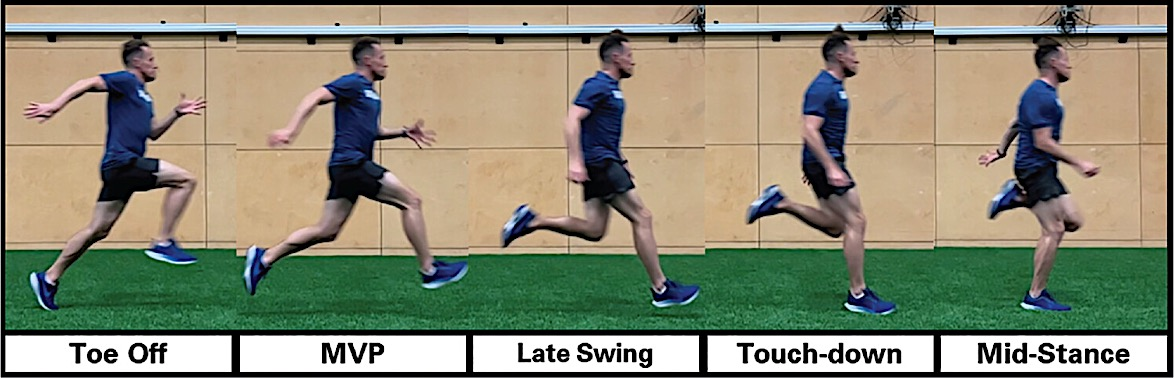 Toe Off
MVP
Late Swing
Touch-down
Mid-Stance